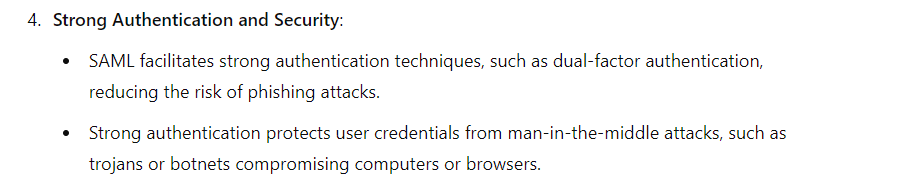 4. Strong Authentication and Security:
• SAML facilitates strong authentication techniques, such as dual-factor authentication,
reducing the risk of phishing attacks.
• Strong authentication protects user credentials from man-in-the-middle attacks, such as
trojans or botnets compromising computers or browsers.